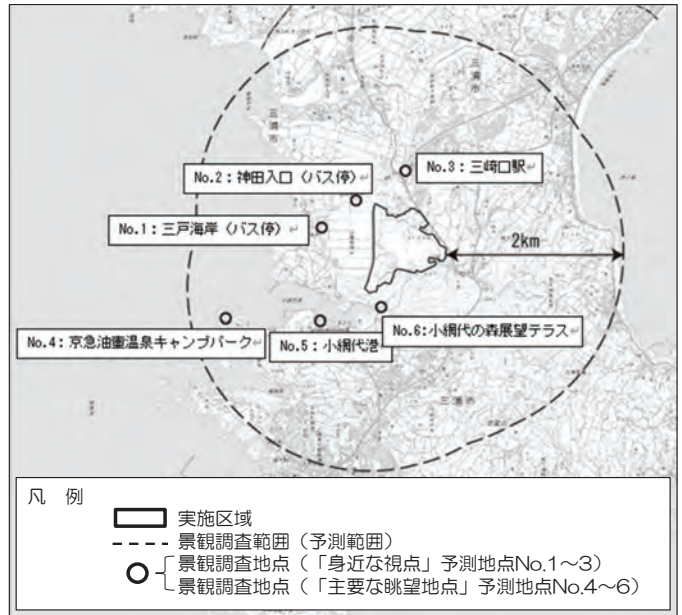 三浦市
No.3：三崎口駅
No.2：神田入口（バス停）
No.1：三戸海岸（バス停）
2km
No.4：京急油壷温泉キャンプパーク
No.5：小網代港
No.6：小網代の森展望テラス
三浦市
凡　例
実施区域
景観調査範囲（予測範囲）
景観調査地点（「身近な視点」予測地点No.1～3）
景観調査地点（「主要な眺望地点」予測地点No.4～6）